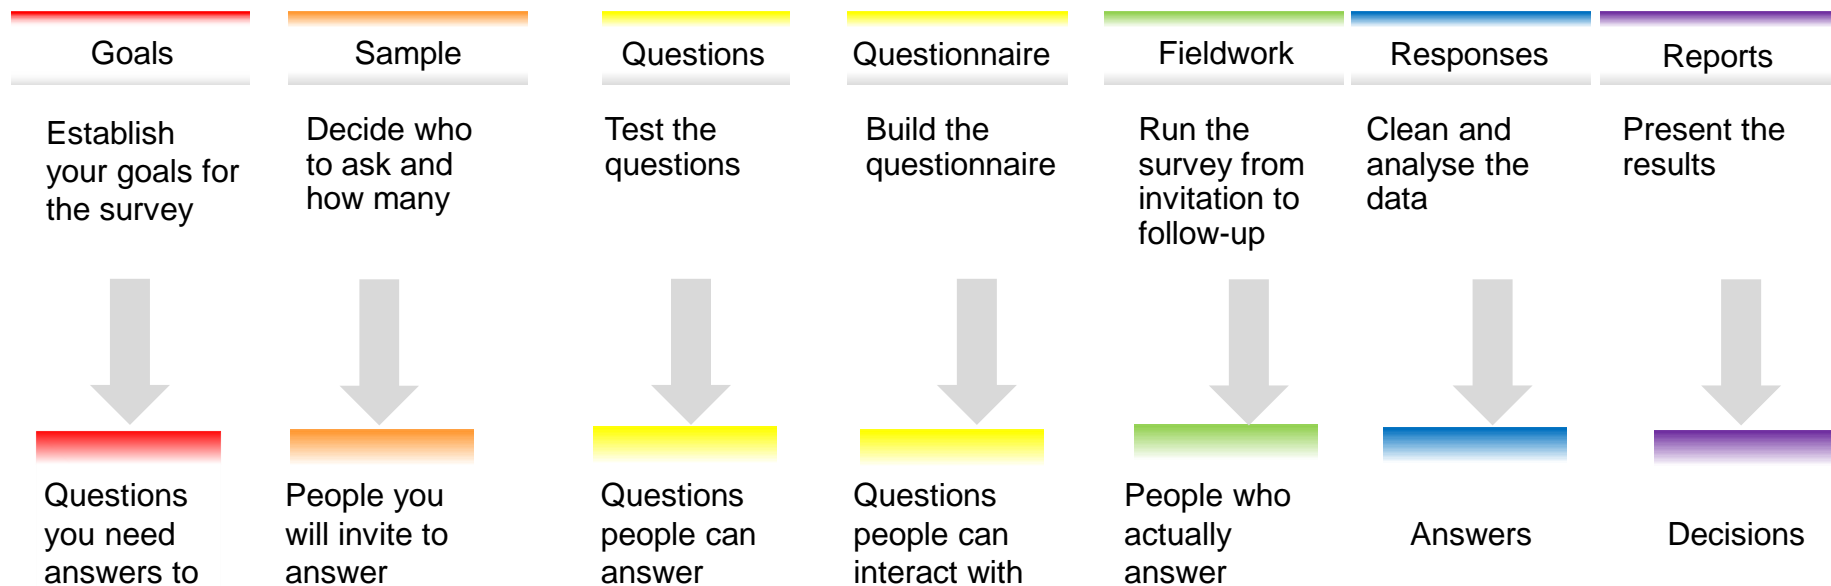 Goals
Sample
Questions
Questionnaire
Fieldwork
Responses
Reports
Establish
your goals for
the survey
Decide who
to ask and
how many
Test the
questions
Build the
questionnaire
Run the
survey from
invitation to
follow-up
Clean and
analyse the
data
Present the
results
Questions
you need
answers to
People you
will invite to
answer
Questions
people can
answer
Questions
people can
interact with
People who
actually
answer
Answers
Decisions